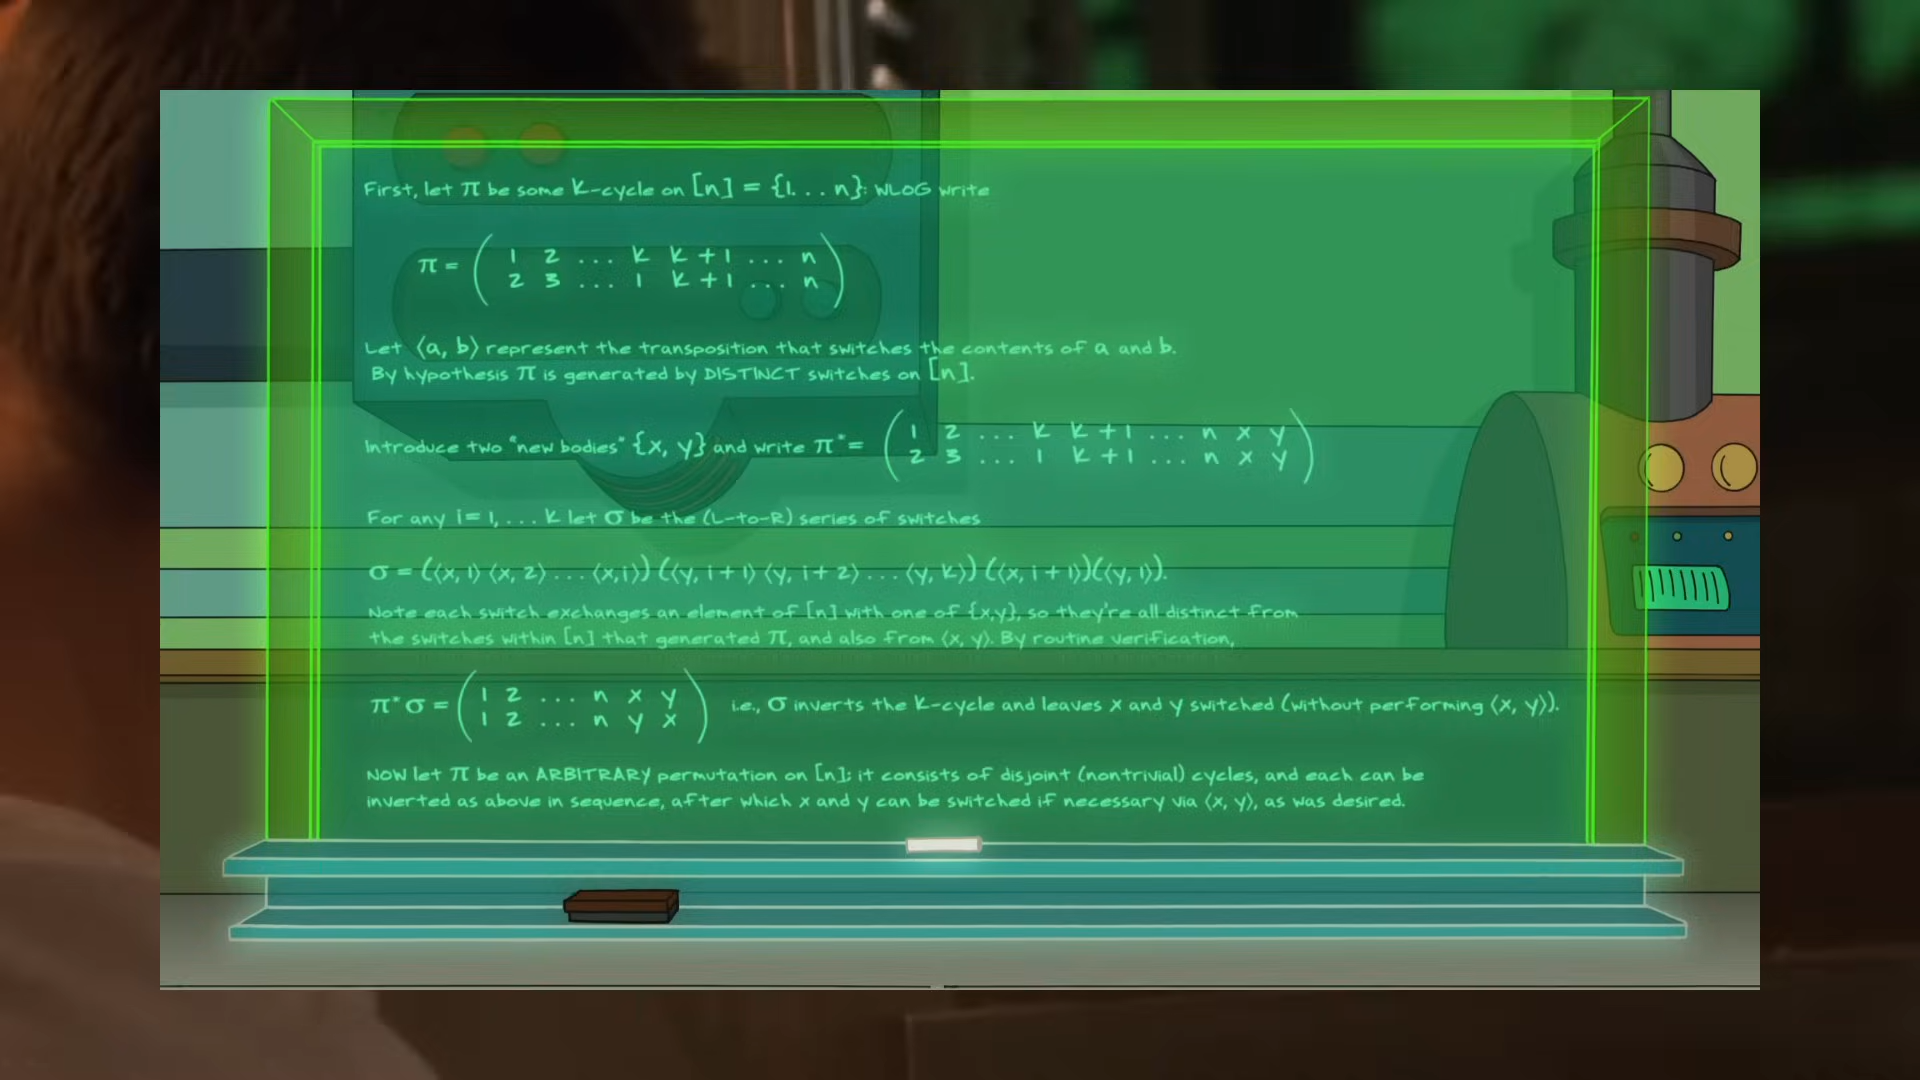 First, let π be some k-cycle on [n] = {1. . . n}: WLOG write
π = ( 1 2 ... k k+1 ... n
2 3 ... 1 k+1 ... n )
Let ⟨a, b⟩ represent the transposition that switches the contents of a and b.
By hypothesis π is generated by DISTINCT switches on [n].
Introduce two "new bodies" {x, y} and write π* = ( 1 2 ... k k+1 ... n x y
2 3 ... 1 k+1 ... n x y )
For any i = 1, ... k let σ be the (L-to-R) series of switches
σ = (⟨x, 1⟩ ⟨x, 2⟩ ... ⟨x, i⟩) (⟨y, i+1⟩ ⟨y, i+2⟩ ... ⟨y, k⟩) (⟨x, i+1⟩)(⟨y, 1⟩).
Note each switch exchanges an element of [n] with one of {x,y}, so they're all distinct from
the switches within [n] that generated π, and also from ⟨x, y⟩. By routine verification,
π*σ = ( 1 2 ... n x y
1 2 ... n y x ) i.e., σ inverts the k-cycle and leaves x and y switched (without performing ⟨x, y⟩).
NOW let π be an ARBITRARY permutation on [n]: it consists of disjoint (nontrivial) cycles, and each can be
inverted as above in sequence, after which x and y can be switched if necessary via ⟨x, y⟩, as was desired.